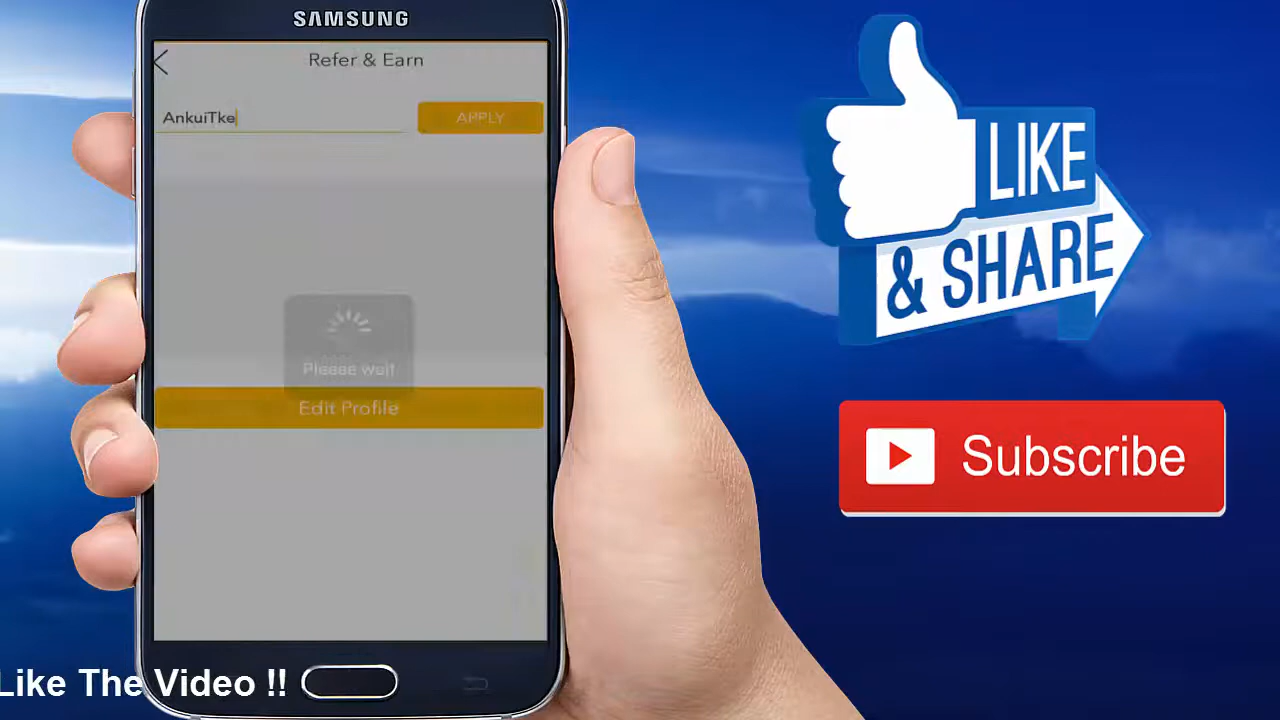 SAMSUNG
Refer & Earn
AnkuiTke
APPLY
Please wait
Edit Profile
LIKE
& SHARE
Subscribe
Like The Video !!